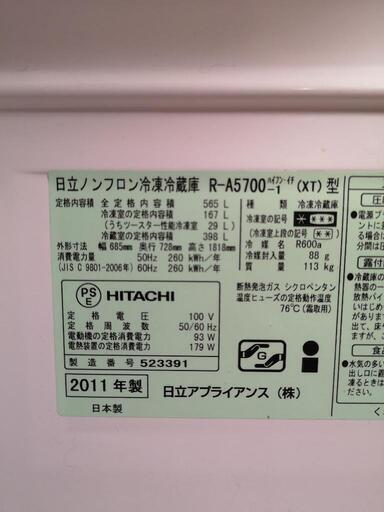 日立ノンフロン冷凍冷蔵庫 R-A5700 ハイフン・イチ -1 (XT) 型
定格内容積 全定格内容積 565 L
冷凍室の定格内容積 167 L
(うちツースター性能冷凍室 29 L)
冷蔵室の定格内容積 398 L
外形寸法 幅 685mm 奥行 728mm 高さ 1818mm
消費電力量 50Hz 260 kWh/年
(JIS C 9801-2006年) 60Hz 260 kWh/年
種類 冷凍冷蔵庫
冷凍室の記号
(冷凍室上段の記号)
冷媒 R600a
冷媒封入量 88 g
質量 113 kg
PS
E
HITACHI
定格電圧 100 V
定格周波数 50/60 Hz
電動機の定格消費電力 93 W
電熱装置の定格消費電力 179 W
製造番号 523391
断熱発泡ガス シクロペンタン
温度ヒューズの定格動作温度
76℃ (霜取用)
G
2011 年製
日立アプライアンス (株)
日本製